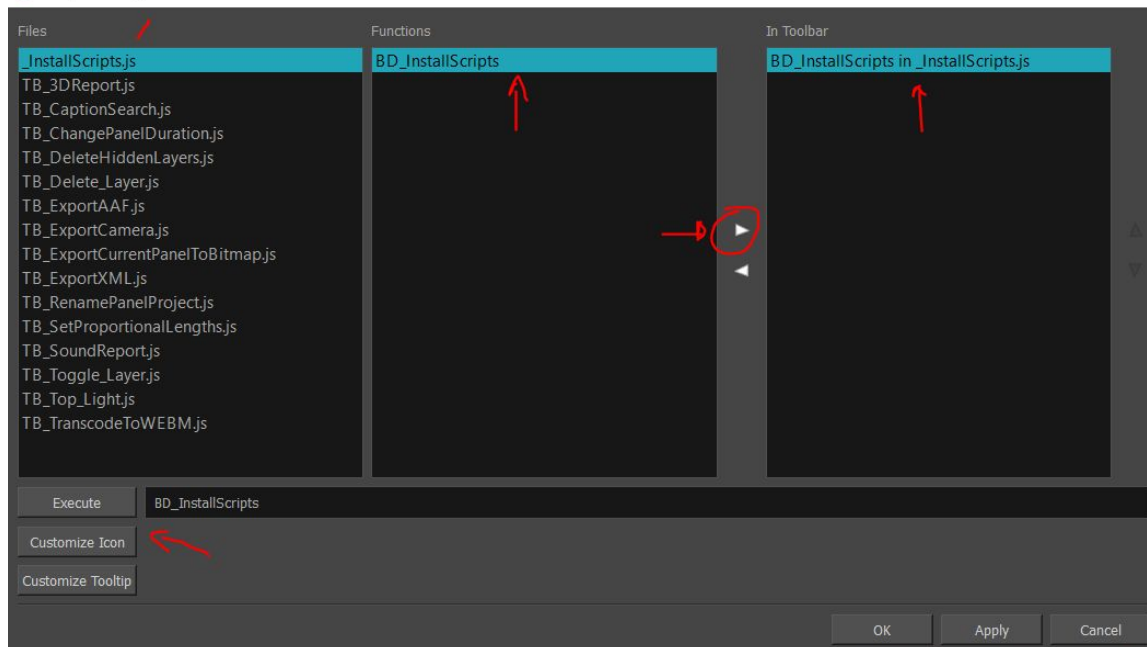 Files
Functions
In Toolbar
_InstallScripts.js
BD_InstallScripts
BD_InstallScripts in _InstallScripts.js
TB_3DReport.js
TB_CaptionSearch.js
TB_ChangePanelDuration.js
TB_DeleteHiddenLayers.js
TB_Delete_Layer.js
TB_ExportAAF.js
TB_ExportCamera.js
TB_ExportCurrentPanelToBitmap.js
TB_ExportXML.js
TB_RenamePanelProject.js
TB_SetProportionalLengths.js
TB_SoundReport.js
TB_Toggle_Layer.js
TB_Top_Light.js
TB_TranscodeToWEBM.js
Execute
BD_InstallScripts
Customize Icon
Customize Tooltip
OK
Apply
Cancel